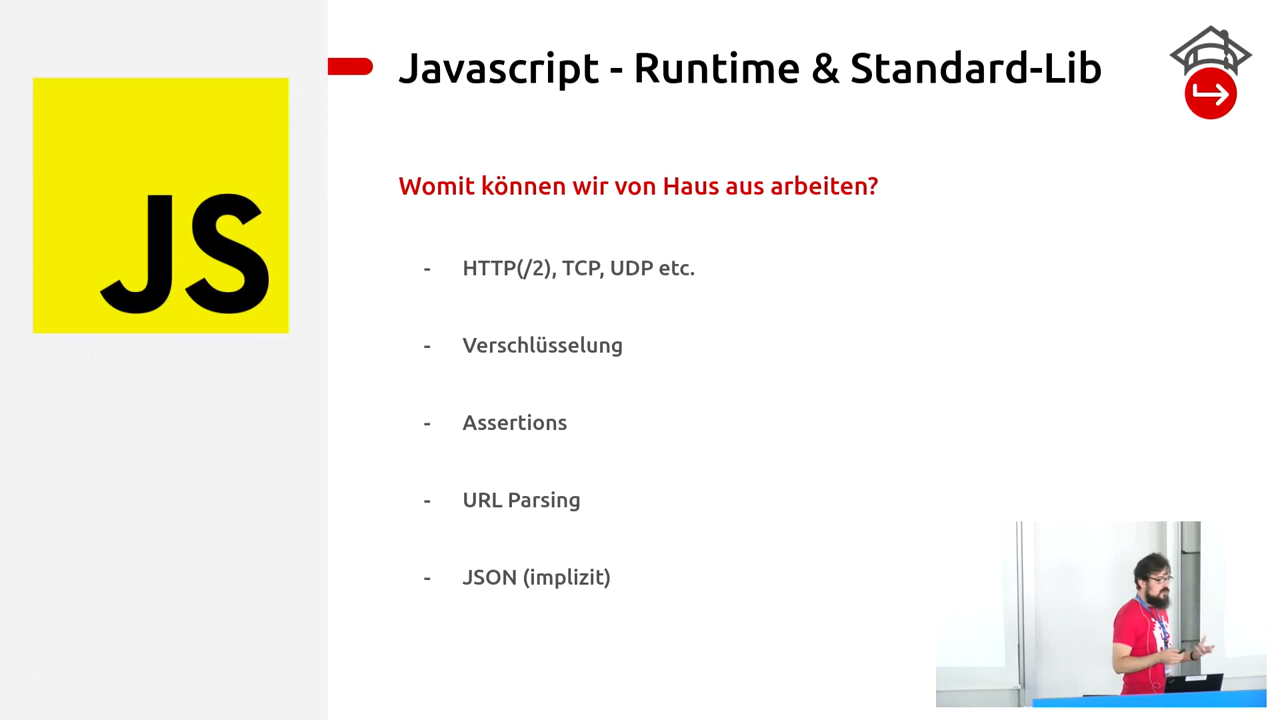 JS
Javascript - Runtime & Standard-Lib
Womit können wir von Haus aus arbeiten?
- HTTP(/2), TCP, UDP etc.
- Verschlüsselung
- Assertions
- URL Parsing
- JSON (implizit)